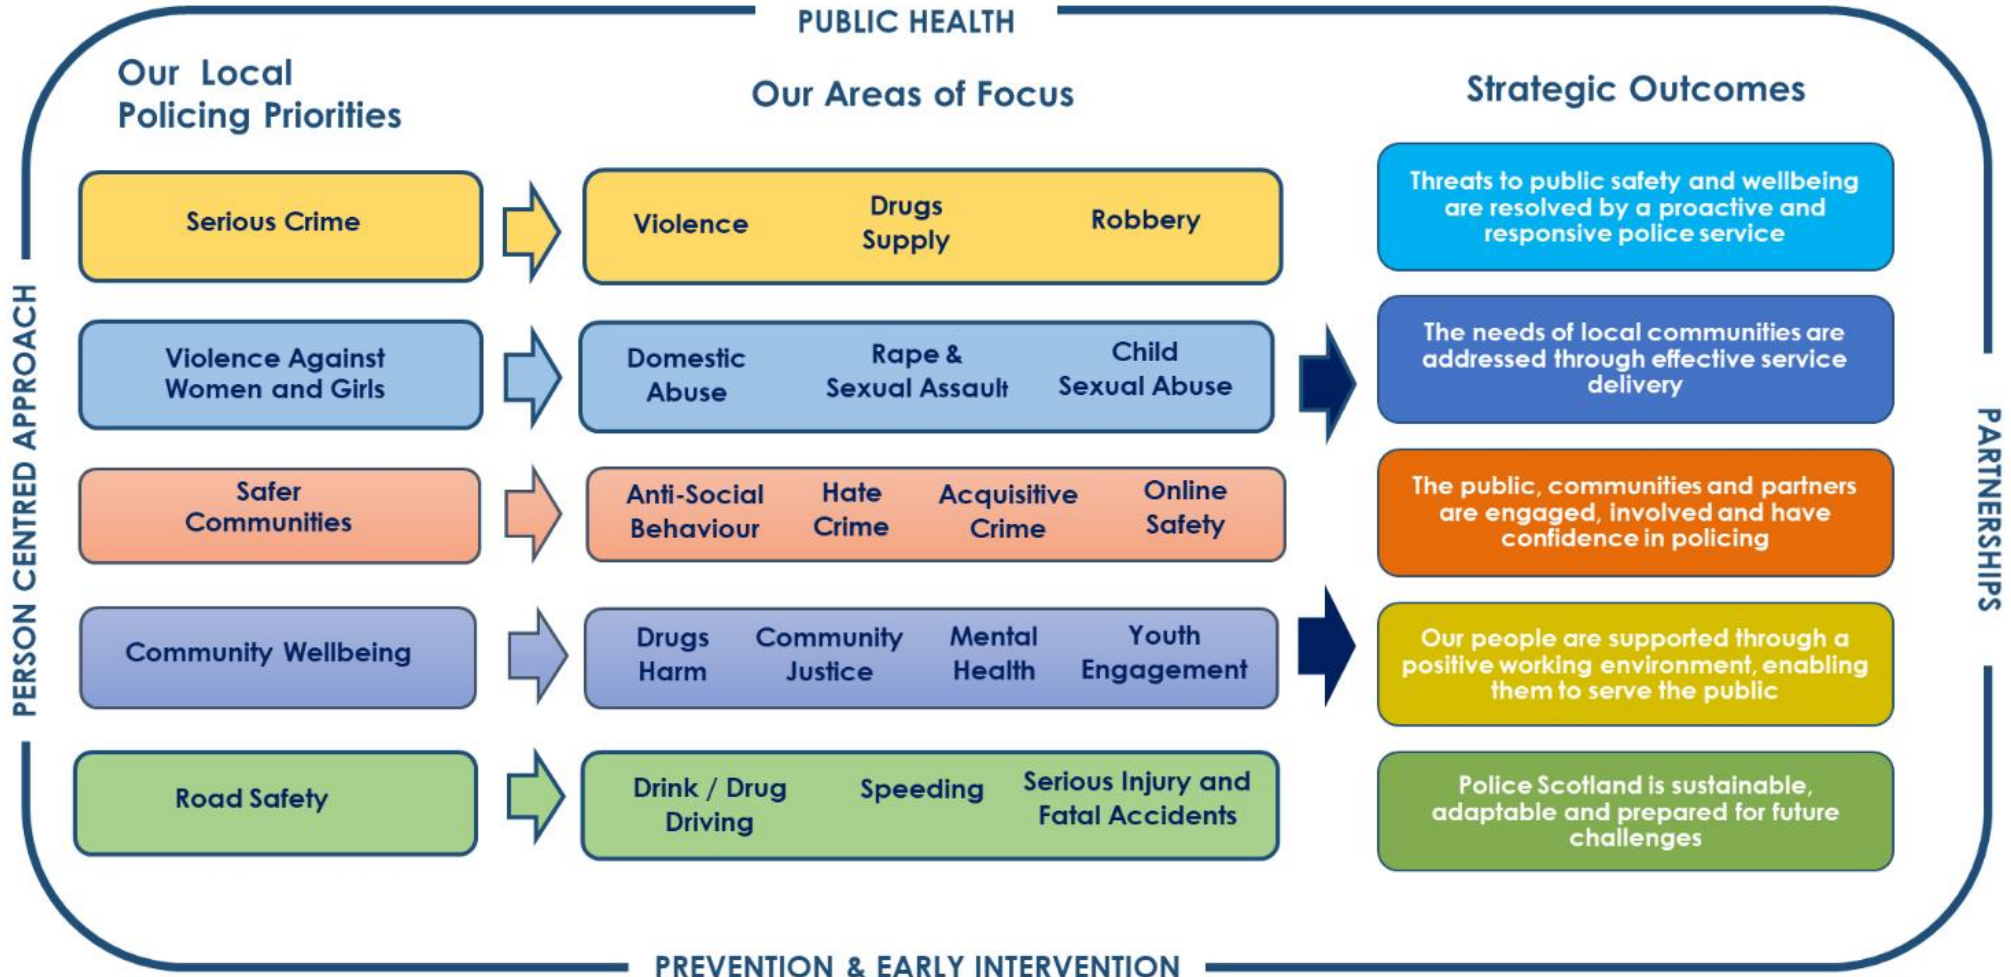 PUBLIC HEALTH
Our Local
Policing Priorities
Our Areas of Focus
Strategic Outcomes
Serious Crime
Violence
Drugs
Supply
Robbery
Threats to public safety and wellbeing
are resolved by a proactive and
responsive police service
Violence Against
Women and Girls
Domestic
Abuse
Rape &
Sexual Assault
Child
Sexual Abuse
The needs of local communities are
addressed through effective service
delivery
Safer
Communities
Anti-Social
Behaviour
Hate
Crime
Acquisitive
Crime
Online
Safety
The public, communities and partners
are engaged, involved and have
confidence in policing
Community Wellbeing
Drugs
Harm
Community
Justice
Mental
Health
Youth
Engagement
Our people are supported through a
positive working environment, enabling
them to serve the public
Road Safety
Drink / Drug
Driving
Speeding
Serious Injury and
Fatal Accidents
Police Scotland is sustainable,
adaptable and prepared for future
challenges
PERSON CENTRED APPROACH
PARTNERSHIPS
PREVENTION & EARLY INTERVENTION